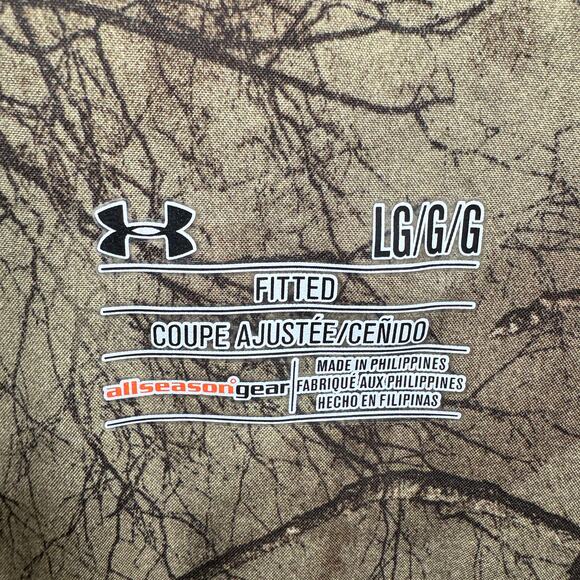 LG/G/G
FITTED
COUPE AJUSTÉE/CEÑIDO
allseasongear
MADE IN PHILIPPINES
FABRIQUÉ AUX PHILIPPINES
HECHO EN FILIPINAS